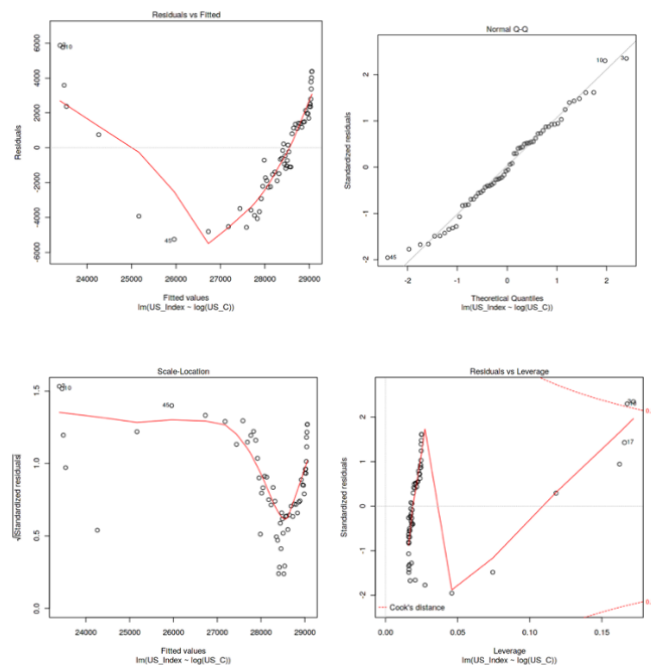 Residuals vs Fitted
Residuals
6000
4000
2000
0
-2000
-4000
-6000
45
24000 25000 26000 27000 28000 29000
Fitted values
lm(US_Index ~ log(US_C))
Normal Q-Q
Standardized residuals
2
1
0
-1
-2
45
-2 -1 0 1 2
Theoretical Quantiles
lm(US_Index ~ log(US_C))
Scale-Location
√|Standardized residuals|
1.5
1.0
0.5
0.0
45
24000 25000 26000 27000 28000 29000
Fitted values
lm(US_Index ~ log(US_C))
Residuals vs Leverage
Standardized residuals
2
1
0
-1
-2
17
Cook's distance
0.00 0.05 0.10 0.15
Leverage
lm(US_Index ~ log(US_C))